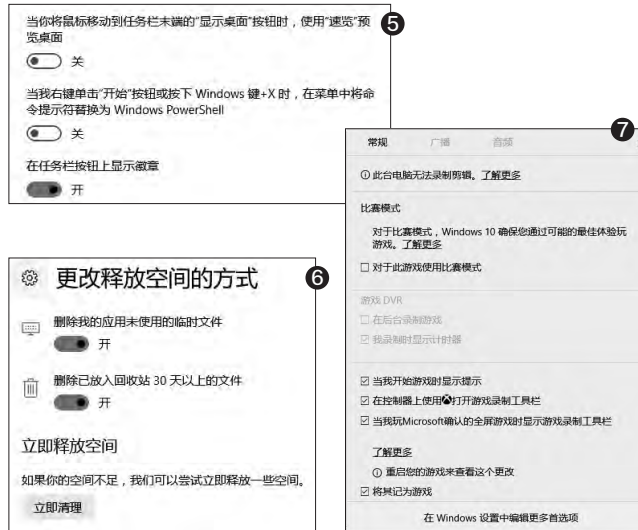 当你将鼠标移动到任务栏末端的“显示桌面”按钮时，使用“速览”预
览桌面
关
当我右键单击“开始”按钮或按下 Windows 键+X 时，在菜单中将命
令提示符替换为 Windows PowerShell
关
在任务栏按钮上显示徽章
开
5
更改释放空间的方式
6
删除我的应用未使用的临时文件
开
删除已放入回收站 30 天以上的文件
开
立即释放空间
如果你的空间不足，我们可以尝试立即释放一些空间。
立即清理
7
常规 广播 音频
此台电脑无法录制剪辑。了解更多
比赛模式
对于比赛模式，Windows 10 确保您通过可能的最佳体验玩
游戏。了解更多
对于此游戏使用比赛模式
游戏 DVR
在后台录制游戏
我录制时显示计时器
当我开始游戏时显示提示
在控制器上使用打开游戏录制工具栏
当我玩Microsoft确认的全屏游戏时显示游戏录制工具栏
了解更多
重启您的游戏来查看这个更改
将其记为游戏
在 Windows 设置中编辑更多首选项